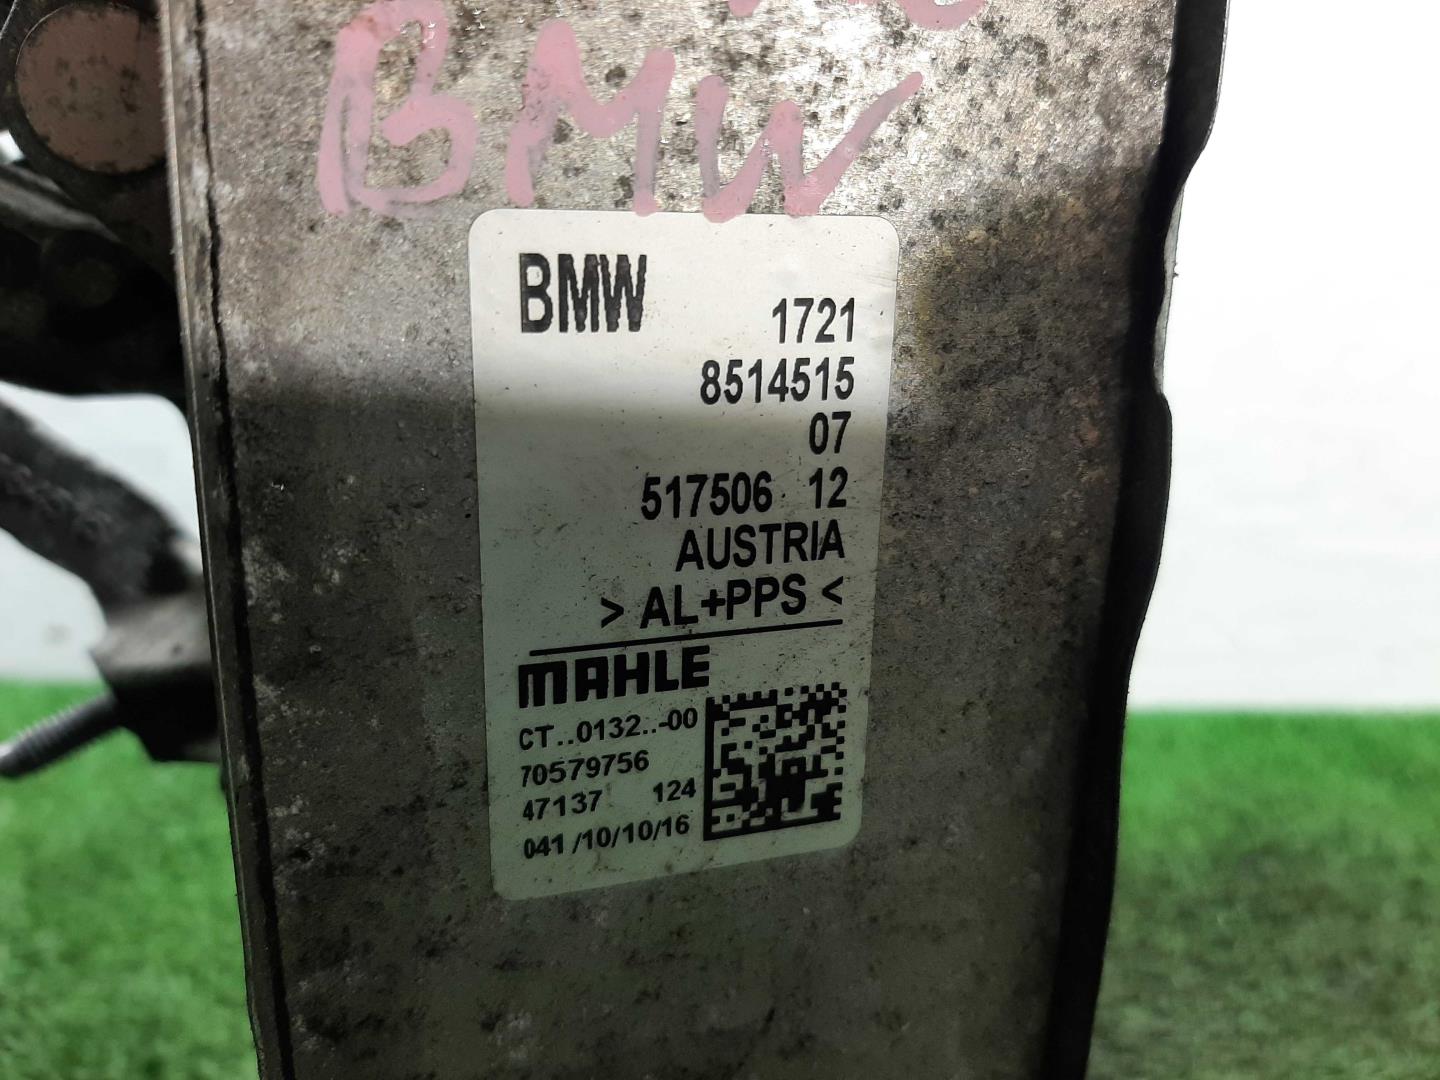 BMW
BMW
1721
8514515
07
517506 12
AUSTRIA
> AL+PPS <
MAHLE
CT..0132..-00
70579756
47137 124
041/10/10/16